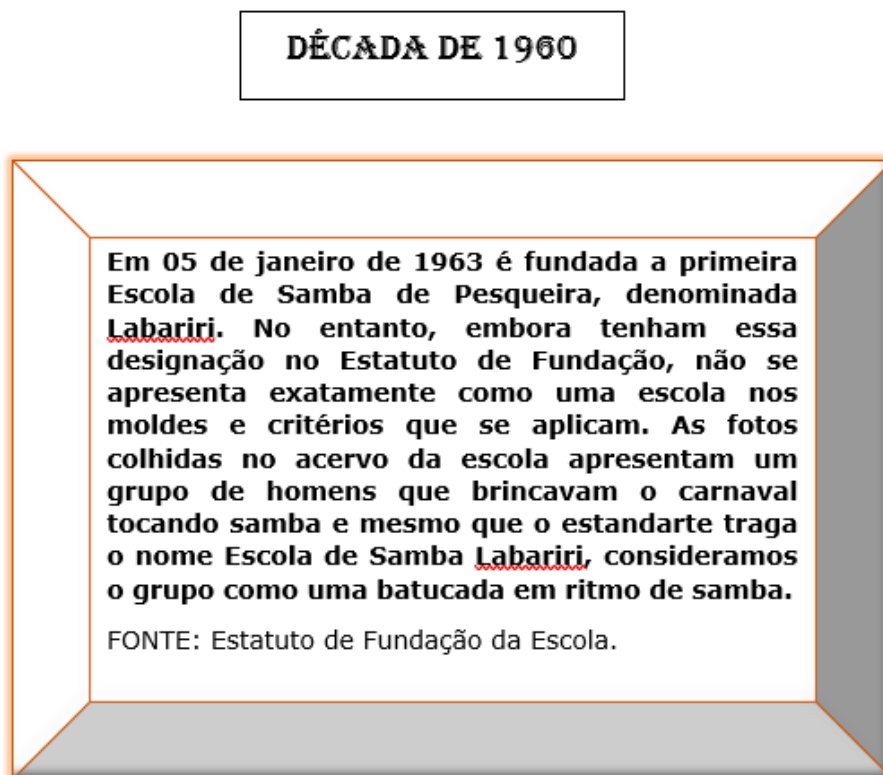 DÉCADA DE 1960
Em 05 de janeiro de 1963 é fundada a primeira
Escola de Samba de Pesqueira, denominada
Labariri. No entanto, embora tenham essa
designação no Estatuto de Fundação, não se
apresenta exatamente como uma escola nos
moldes e critérios que se aplicam. As fotos
colhidas no acervo da escola apresentam um
grupo de homens que brincavam o carnaval
tocando samba e mesmo que o estandarte traga
o nome Escola de Samba Labariri, consideramos
o grupo como uma batucada em ritmo de samba.
FONTE: Estatuto de Fundação da Escola.